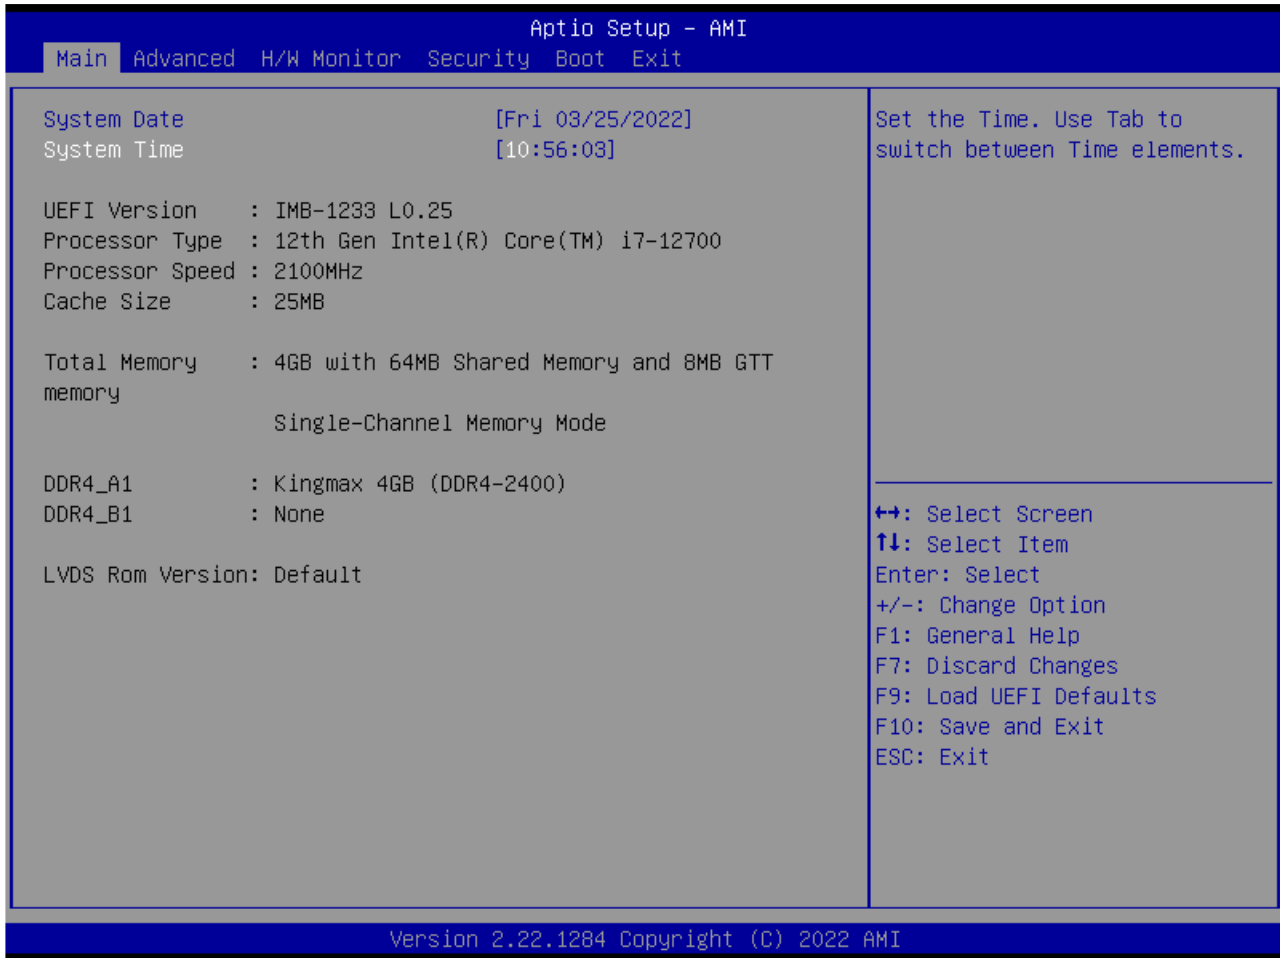 Aptio Setup - AMI
Main Advanced H/W Monitor Security Boot Exit
System Date [Fri 03/25/2022]
System Time [10:56:03]
UEFI Version : IMB-1233 L0.25
Processor Type : 12th Gen Intel(R) Core(TM) i7-12700
Processor Speed : 2100MHz
Cache Size : 25MB
Total Memory : 4GB with 64MB Shared Memory and 8MB GTT
memory
Single-Channel Memory Mode
DDR4_A1 : Kingmax 4GB (DDR4-2400)
DDR4_B1 : None
LVDS Rom Version: Default
Set the Time. Use Tab to
switch between Time elements.
↔: Select Screen
↑↓: Select Item
Enter: Select
+/-: Change Option
F1: General Help
F7: Discard Changes
F9: Load UEFI Defaults
F10: Save and Exit
ESC: Exit
Version 2.22.1284 Copyright (C) 2022 AMI